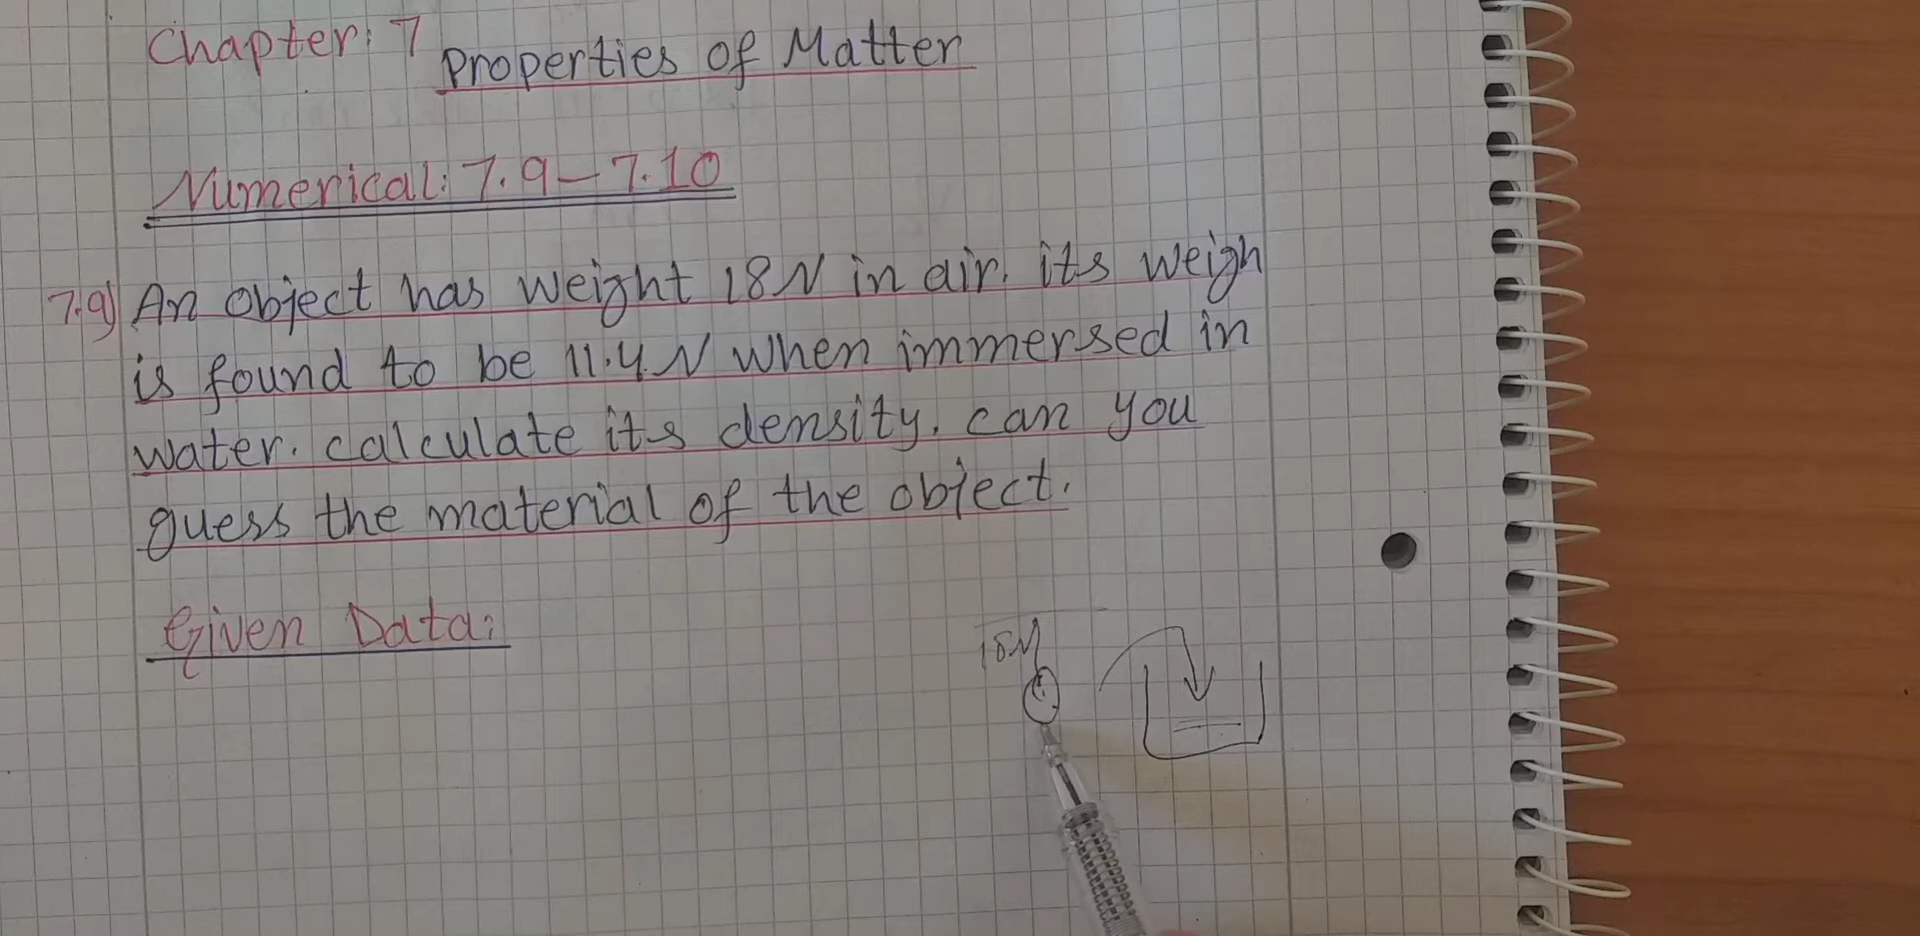 Chapter: 7
Properties of Matter
Numerical: 7.9-7.10
7.9) An object has weight 18N in air. its weigh
is found to be 11.4N when immersed in
water. calculate its density. can you
guess the material of the object.
Given Data:
18N